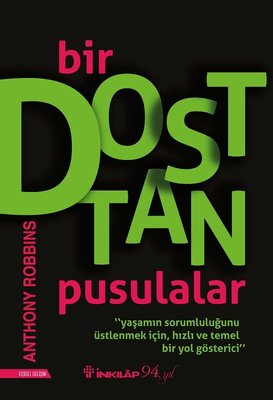 bir
DOST
TAN
pusulalar
"yaşamın sorumluluğunu
üstlenmek için, hızlı ve temel
bir yol gösterici"
ANTHONY ROBBINS
KİŞİSEL GELİŞİM
İNKILÂP 94.yıl